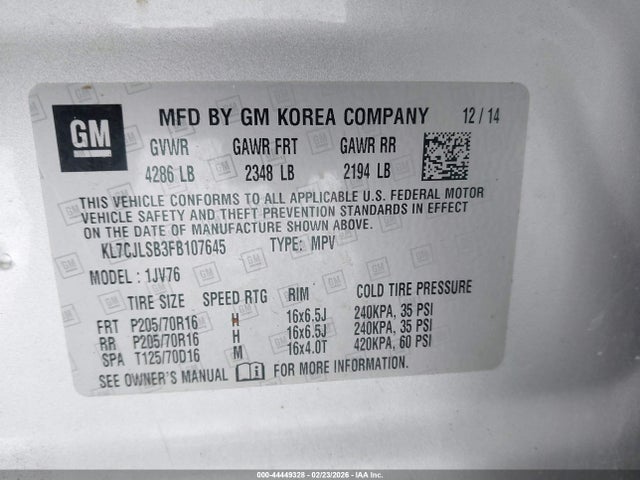 GM
MFD BY GM KOREA COMPANY 12/14
GVWR GAWR FRT GAWR RR
4286 LB 2348 LB 2194 LB
THIS VEHICLE CONFORMS TO ALL APPLICABLE U.S. FEDERAL MOTOR
VEHICLE SAFETY AND THEFT PREVENTION STANDARDS IN EFFECT
ON THE DATE OF MANUFACTURE SHOWN ABOVE.
KL7CJLSB3FB107645 TYPE: MPV
MODEL : 1JV76
TIRE SIZE SPEED RTG RIM COLD TIRE PRESSURE
FRT P205/70R16 H 16x6.5J 240KPA, 35 PSI
RR P205/70R16 H 16x6.5J 240KPA, 35 PSI
SPA T125/70D16 M 16x4.0T 420KPA, 60 PSI
SEE OWNER'S MANUAL FOR MORE INFORMATION.
000-44449328 - 02/23/2026 - IAA Inc.